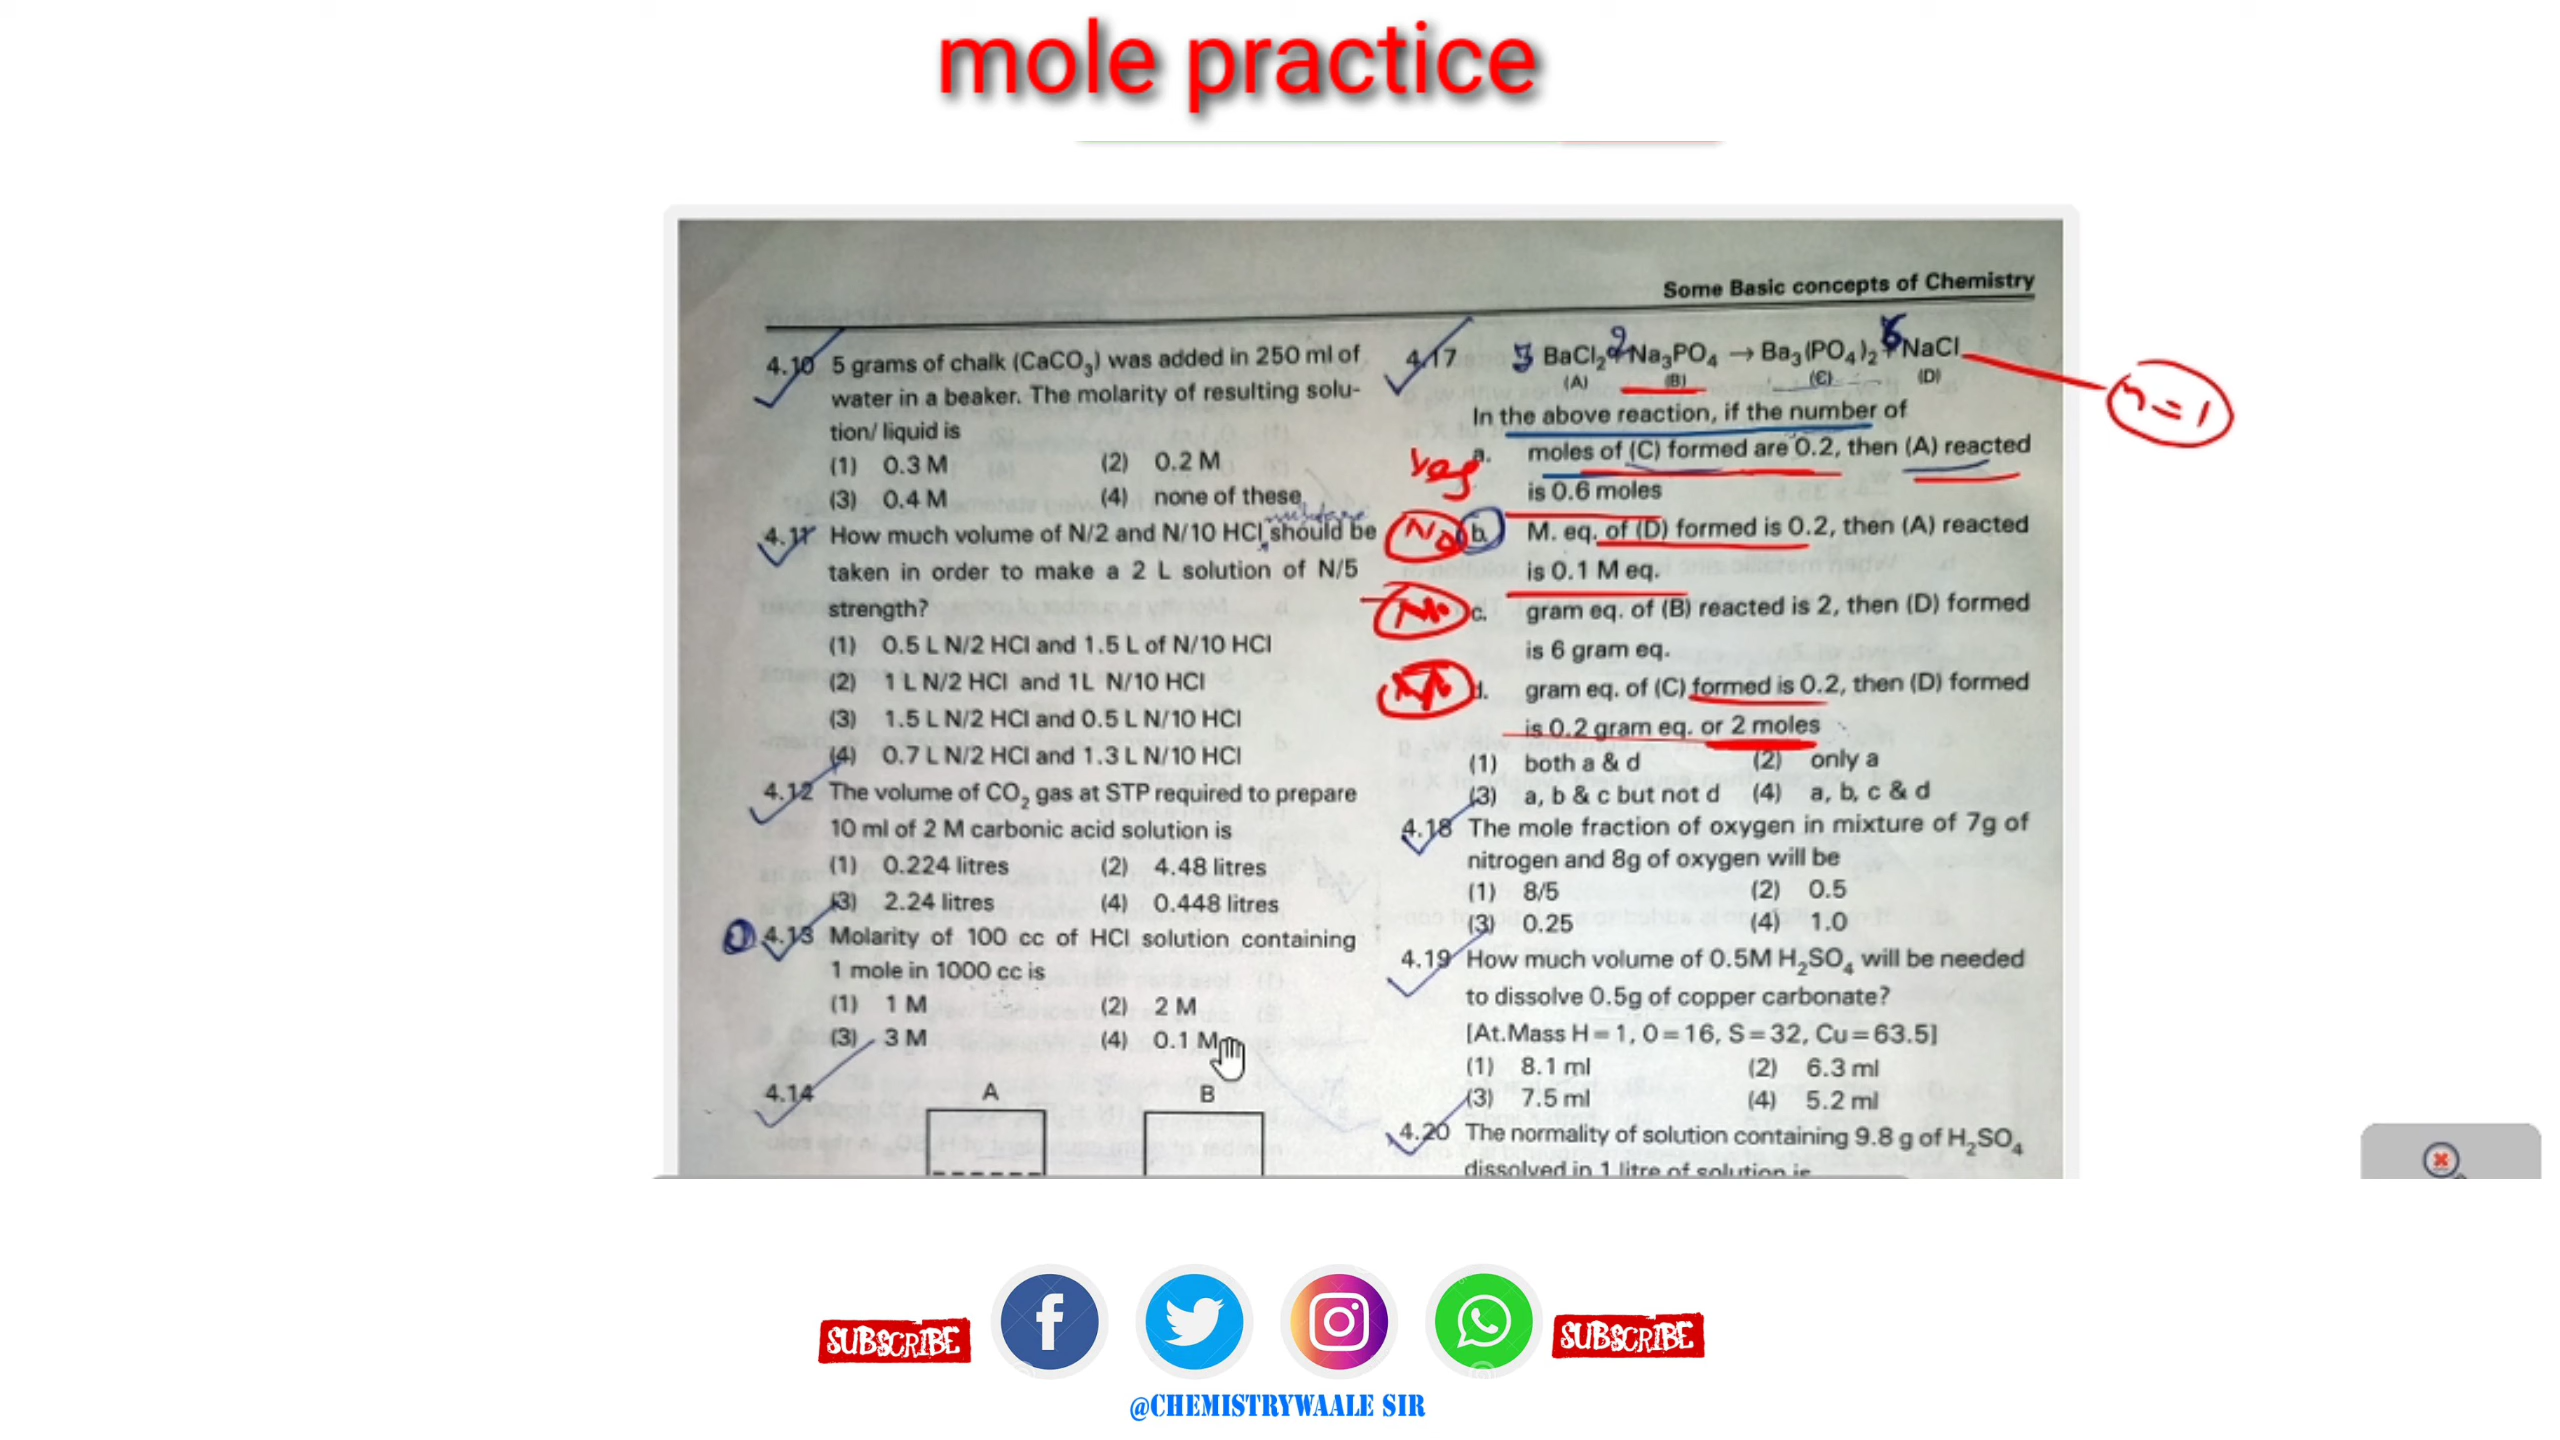 mole practice
Some Basic concepts of Chemistry
4.10 5 grams of chalk (CaCO₃) was added in 250 ml of
water in a beaker. The molarity of resulting solu-
tion/ liquid is
(1) 0.3 M (2) 0.2 M
(3) 0.4 M (4) none of these
4.11 How much volume of N/2 and N/10 HCl should be
taken in order to make a 2 L solution of N/5
strength?
(1) 0.5 L N/2 HCl and 1.5 L of N/10 HCl
(2) 1 L N/2 HCl and 1L N/10 HCl
(3) 1.5 L N/2 HCl and 0.5 L N/10 HCl
(4) 0.7 L N/2 HCl and 1.3 L N/10 HCl
4.12 The volume of CO₂ gas at STP required to prepare
10 ml of 2 M carbonic acid solution is
(1) 0.224 litres (2) 4.48 litres
(3) 2.24 litres (4) 0.448 litres
4.13 Molarity of 100 cc of HCl solution containing
1 mole in 1000 cc is
(1) 1 M (2) 2 M
(3) 3 M (4) 0.1 M
4.14 A B
4.17 3 BaCl₂ + 2 Na₃PO₄ → Ba₃(PO₄)₂ + 6 NaCl
(A) (B) (C) (D)
n = 1
In the above reaction, if the number of
a. moles of (C) formed are 0.2, then (A) reacted
is 0.6 moles
No b. M. eq. of (D) formed is 0.2, then (A) reacted
is 0.1 M eq.
No c. gram eq. of (B) reacted is 2, then (D) formed
is 6 gram eq.
d. gram eq. of (C) formed is 0.2, then (D) formed
is 0.2 gram eq. or 2 moles
(1) both a & d (2) only a
(3) a, b & c but not d (4) a, b, c & d
4.18 The mole fraction of oxygen in mixture of 7g of
nitrogen and 8g of oxygen will be
(1) 8/5 (2) 0.5
(3) 0.25 (4) 1.0
4.19 How much volume of 0.5M H₂SO₄ will be needed
to dissolve 0.5g of copper carbonate?
[At.Mass H = 1, O = 16, S = 32, Cu = 63.5]
(1) 8.1 ml (2) 6.3 ml
(3) 7.5 ml (4) 5.2 ml
4.20 The normality of solution containing 9.8 g of H₂SO₄
dissolved in 1 litre of solution is
SUBSCRIBE SUBSCRIBE
@CHEMISTRYWAALE SIR